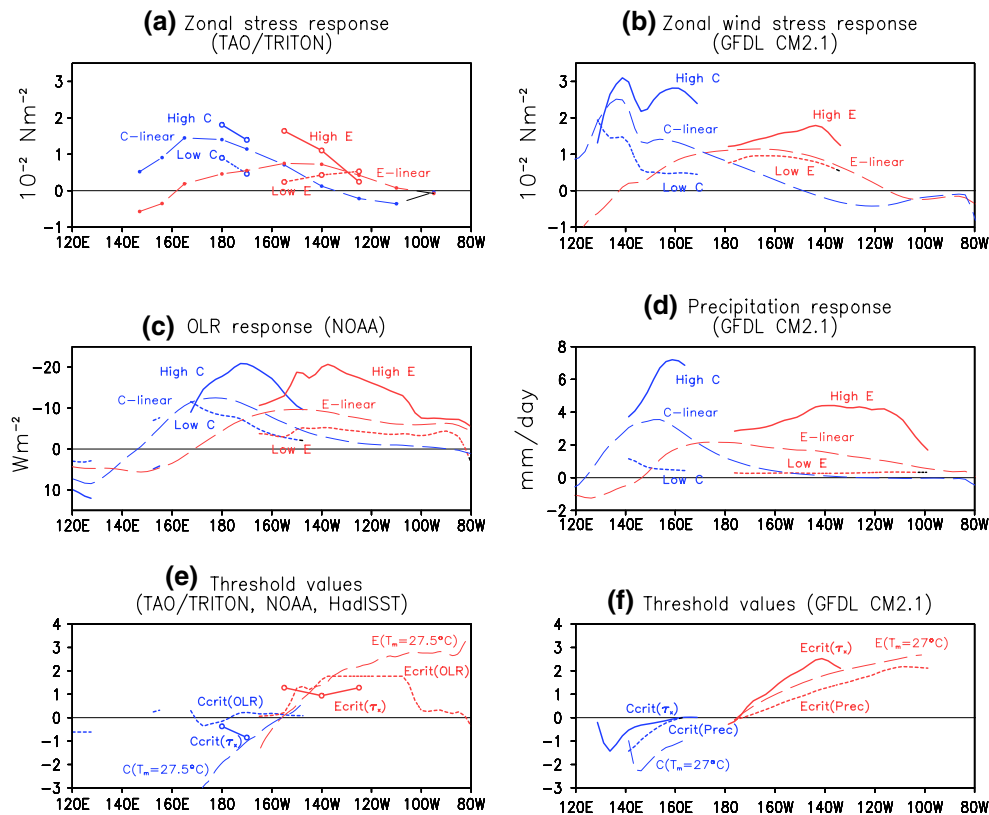 (a) Zonal stress response
(TAO/TRITON)
10⁻² Nm⁻²
3
2
1
0
-1
High C
C-linear
Low C
High E
E-linear
Low E
120E 140E 160E 180 160W 140W 120W 100W 80W
(b) Zonal wind stress response
(GFDL CM2.1)
10⁻² Nm⁻²
3
2
1
0
-1
High C
High E
C-linear
E-linear
Low E
Low C
120E 140E 160E 180 160W 140W 120W 100W 80W
(c) OLR response (NOAA)
Wm⁻²
-20
-10
0
10
High C
High E
C-linear
E-linear
Low C
Low E
120E 140E 160E 180 160W 140W 120W 100W 80W
(d) Precipitation response
(GFDL CM2.1)
mm/day
8
6
4
2
0
-2
High C
High E
C-linear
E-linear
Low C
Low E
120E 140E 160E 180 160W 140W 120W 100W 80W
(e) Threshold values
(TAO/TRITON, NOAA, HadISST)
4
3
2
1
0
-1
-2
-3
E(Tₘ=27.5°C)
Ecrit(OLR)
Ccrit(OLR)
Ecrit(τₓ)
Ccrit(τₓ)
C(Tₘ=27.5°C)
120E 140E 160E 180 160W 140W 120W 100W 80W
(f) Threshold values (GFDL CM2.1)
4
3
2
1
0
-1
-2
-3
Ecrit(τₓ)
E(Tₘ=27°C)
Ccrit(τₓ)
Ecrit(Prec)
Ccrit(Prec)
C(Tₘ=27°C)
120E 140E 160E 180 160W 140W 120W 100W 80W